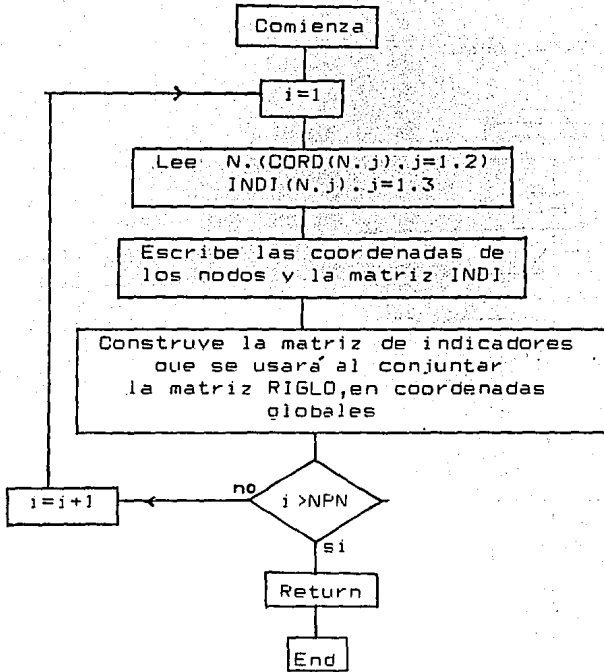 Comienza
i=1
Lee N.(CORD(N.j).j=1.2)
INDI(N.j).j=1.3
Escribe las coordenadas de
los nodos y la matriz INDI
Construye la matriz de indicadores
que se usará al conjuntar
la matriz RIGLO,en coordenadas
globales
no
i >NPN
i=i+1
si
Return
End